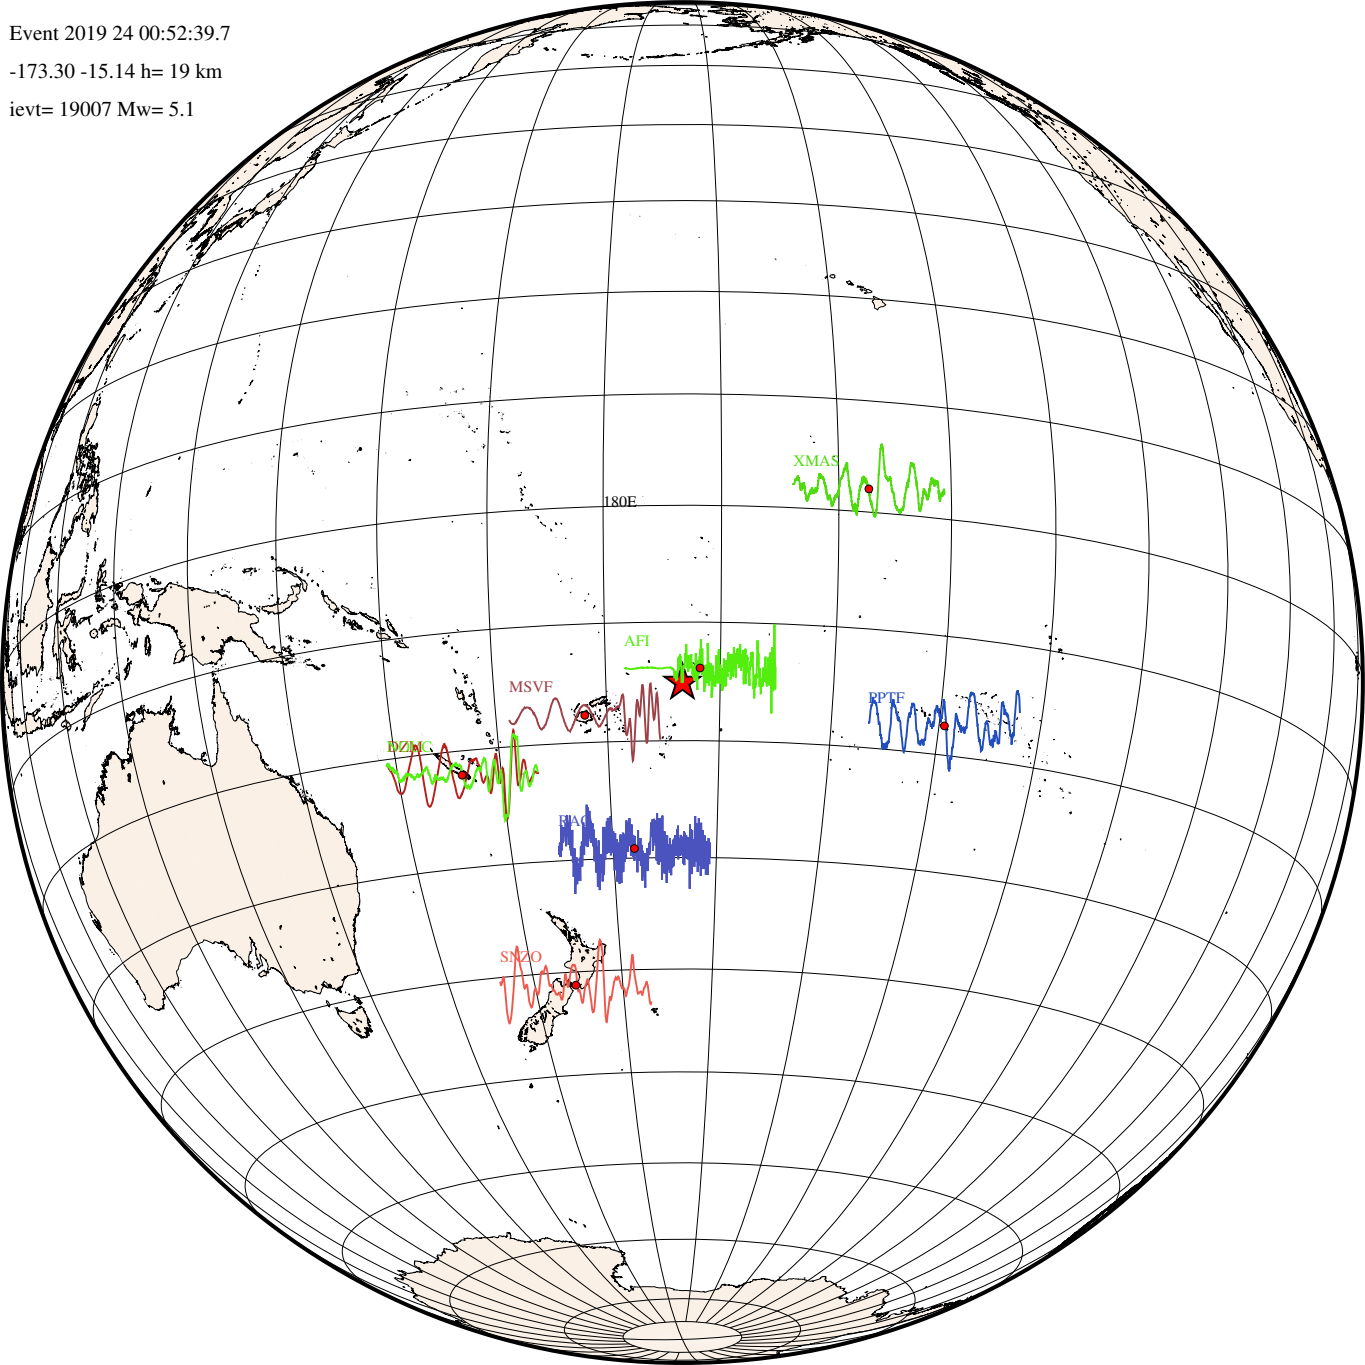 Event 2019 24 00:52:39.7
-173.30 -15.14 h= 19 km
ievt= 19007 Mw= 5.1
XMAS
180E
AFI
MSVF
PPTF
SNZO